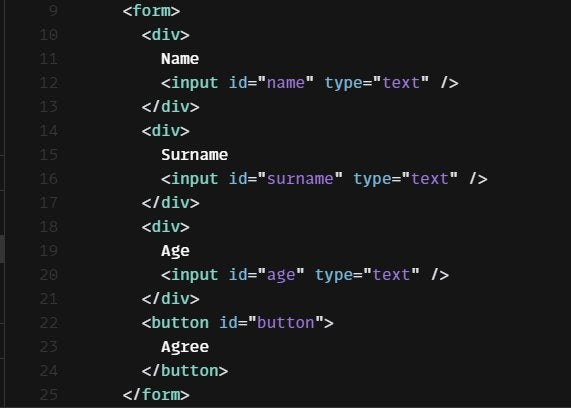 9 <form>
10 <div>
11 Name
12 <input id="name" type="text" />
13 </div>
14 <div>
15 Surname
16 <input id="surname" type="text" />
17 </div>
18 <div>
19 Age
20 <input id="age" type="text" />
21 </div>
22 <button id="button">
23 Agree
24 </button>
25 </form>